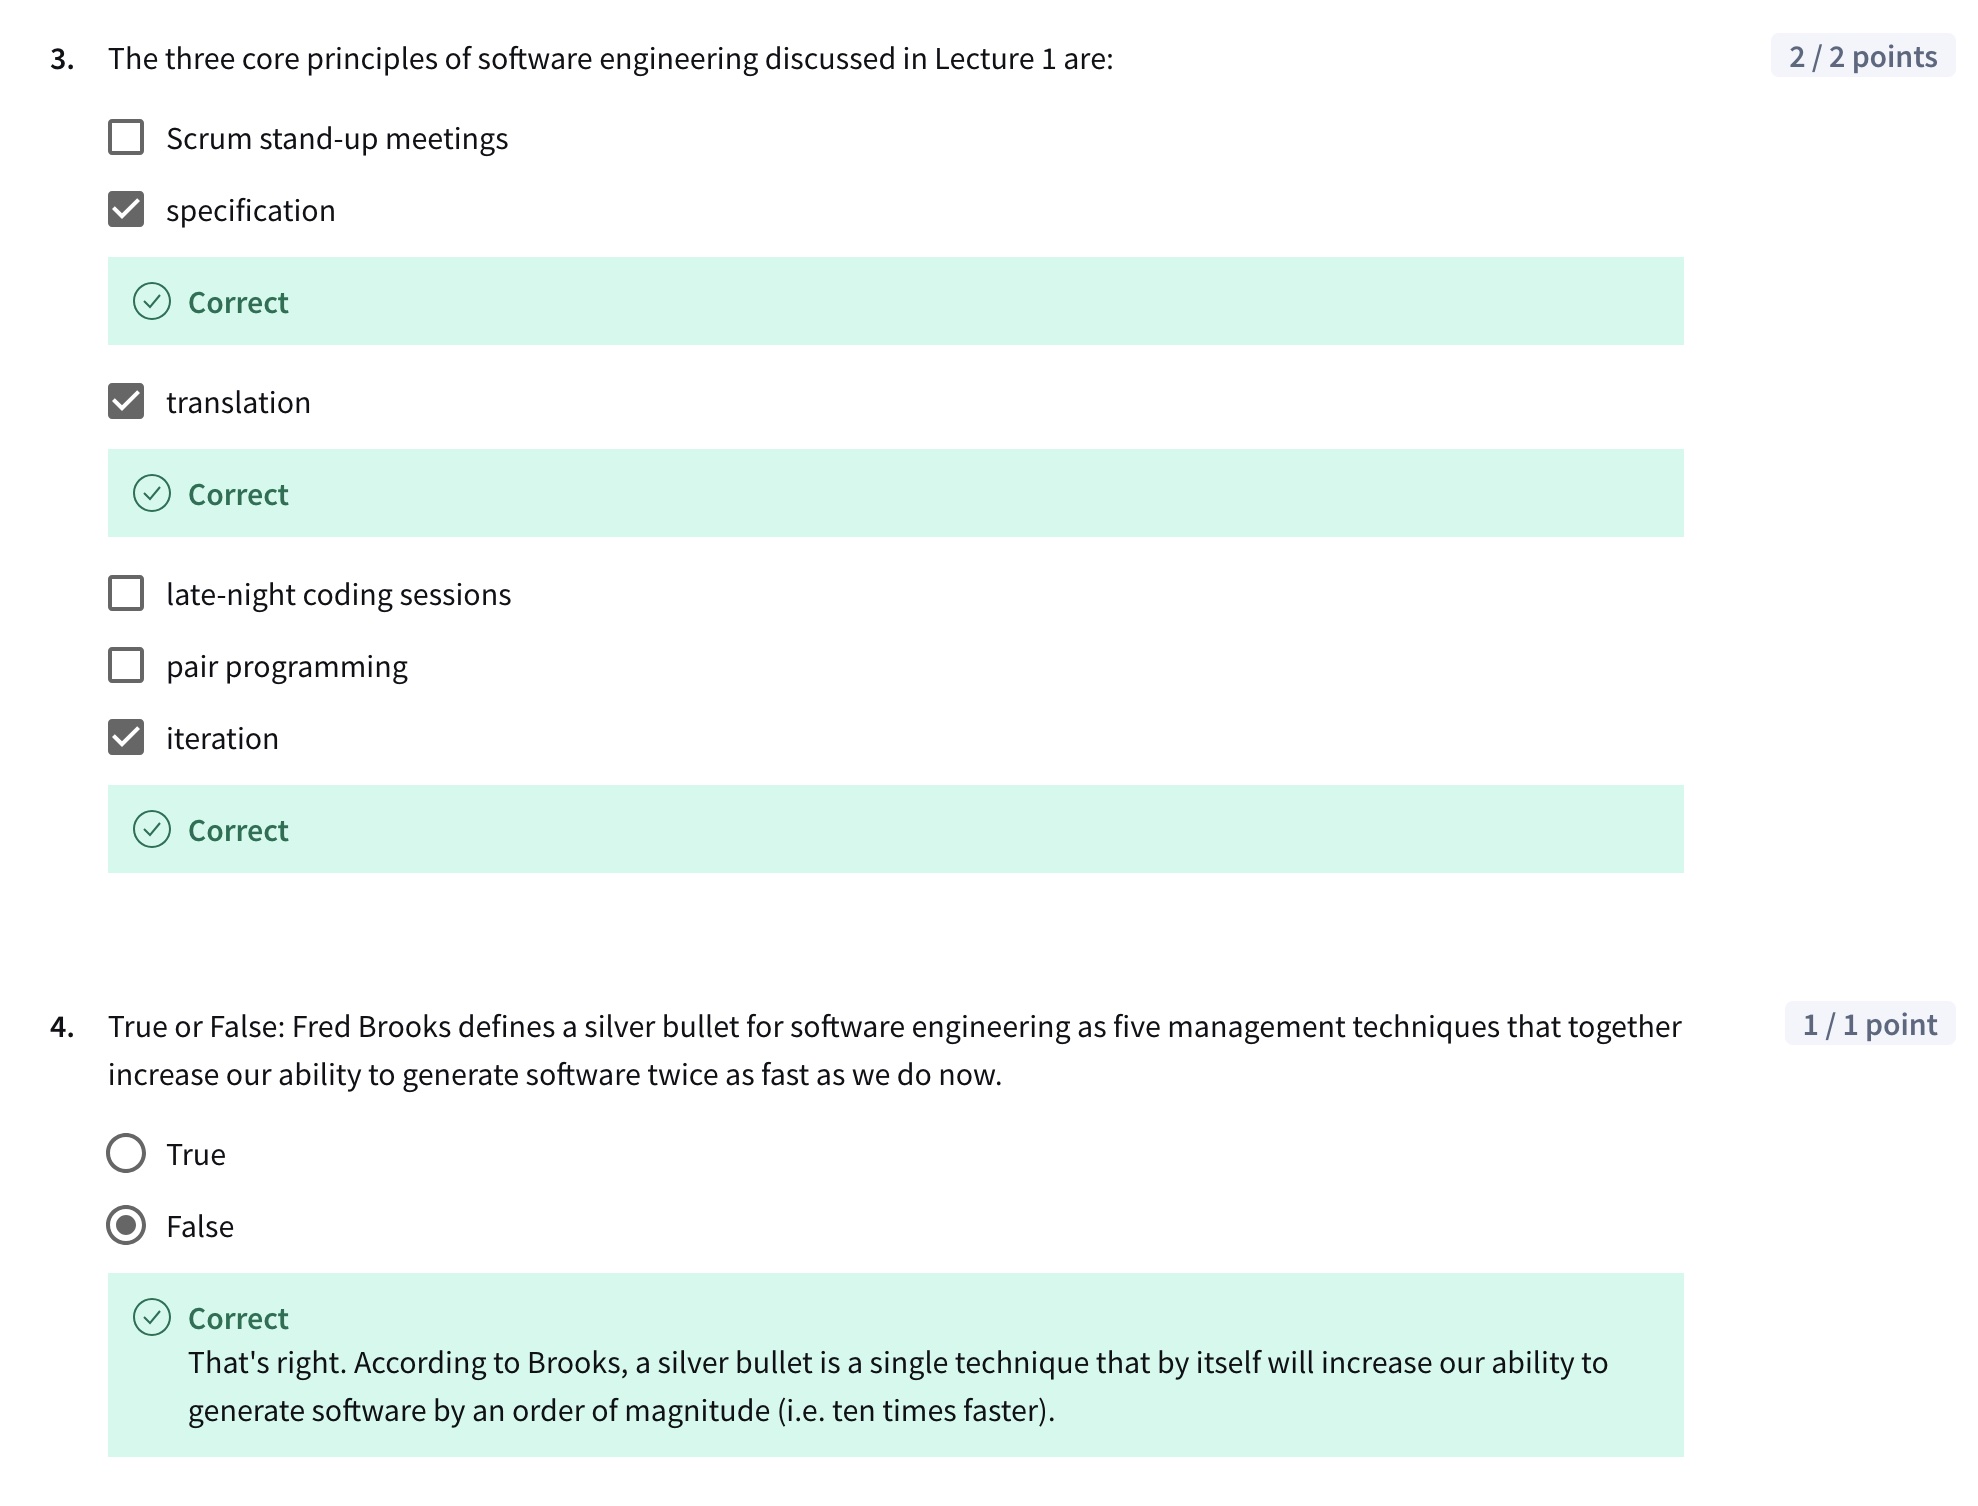 3. The three core principles of software engineering discussed in Lecture 1 are:
2 / 2 points
Scrum stand-up meetings
specification
Correct
translation
Correct
late-night coding sessions
pair programming
iteration
Correct
4. True or False: Fred Brooks defines a silver bullet for software engineering as five management techniques that together
increase our ability to generate software twice as fast as we do now.
1 / 1 point
True
False
Correct
That's right. According to Brooks, a silver bullet is a single technique that by itself will increase our ability to
generate software by an order of magnitude (i.e. ten times faster).